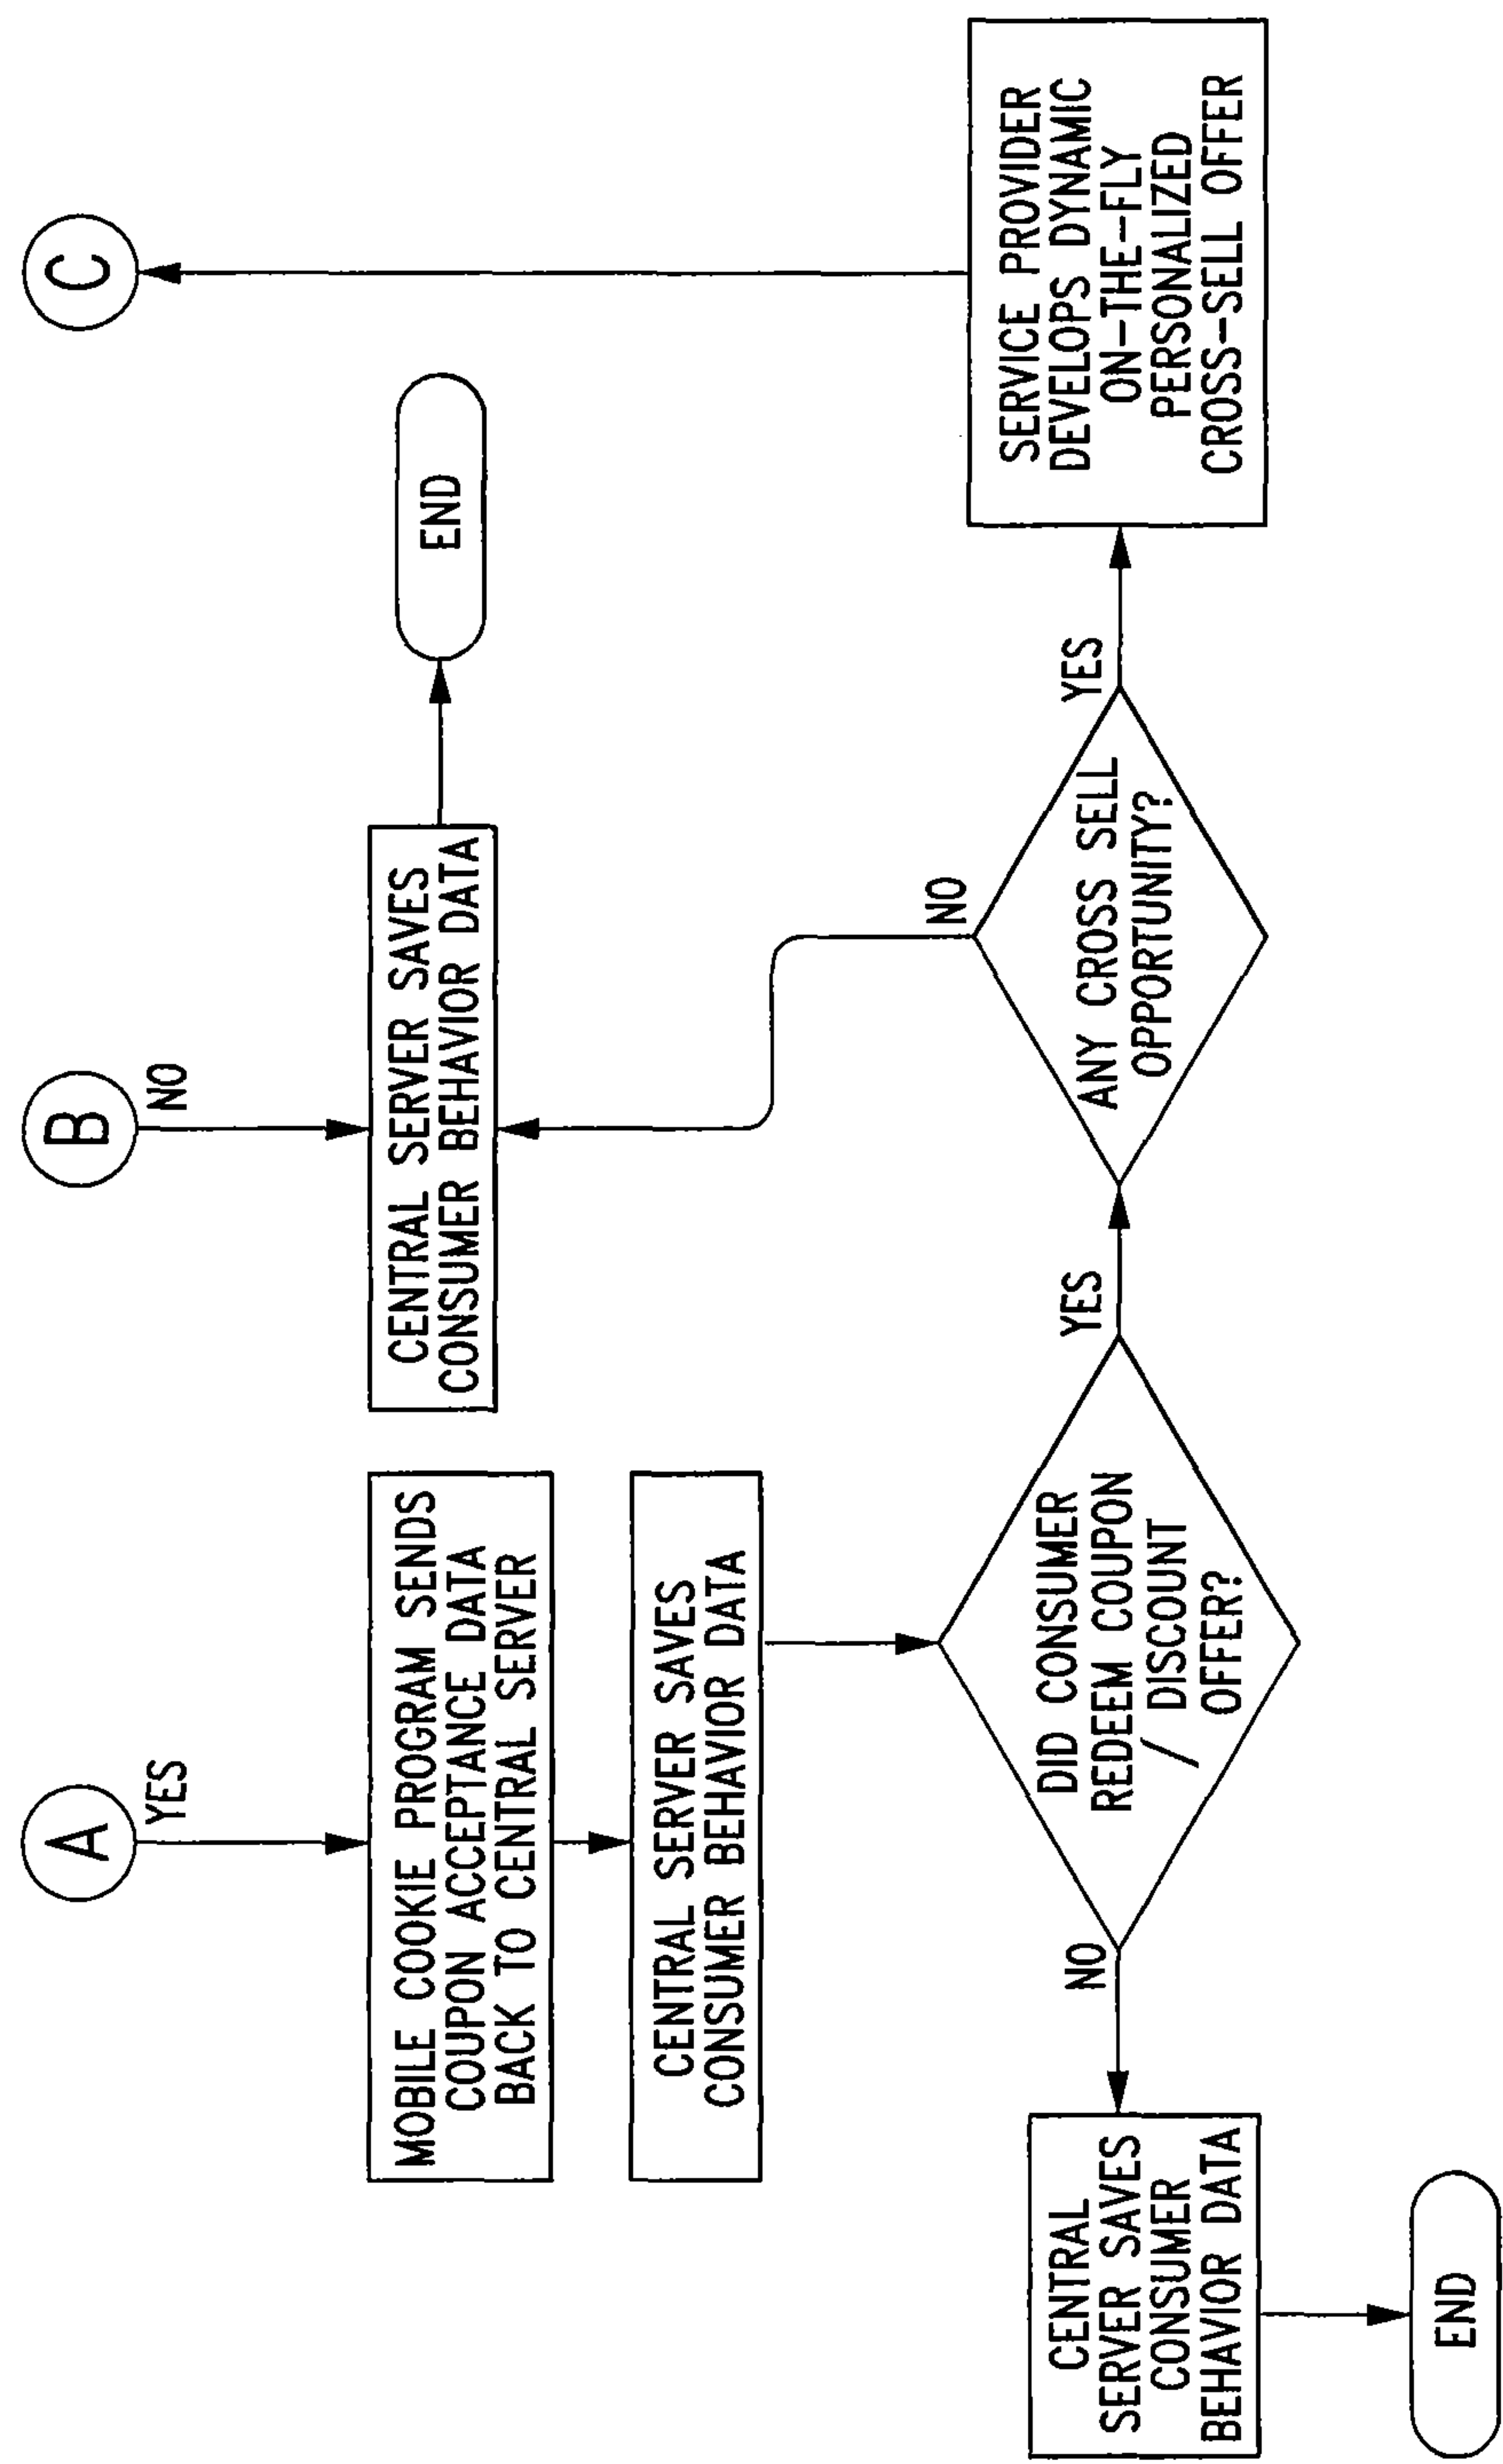 A
YES
MOBILE COOKIE PROGRAM SENDS
COUPON ACCEPTANCE DATA
BACK TO CENTRAL SERVER
CENTRAL SERVER SAVES
CONSUMER BEHAVIOR DATA
DID CONSUMER
REDEEM COUPON
/ DISCOUNT
OFFER?
NO
CENTRAL
SERVER SAVES
CONSUMER
BEHAVIOR DATA
END
YES
ANY CROSS SELL
OPPORTUNITY?
NO
B
NO
CENTRAL SERVER SAVES
CONSUMER BEHAVIOR DATA
END
YES
SERVICE PROVIDER
DEVELOPS DYNAMIC
ON-THE-FLY
PERSONALIZED
CROSS-SELL OFFER
C